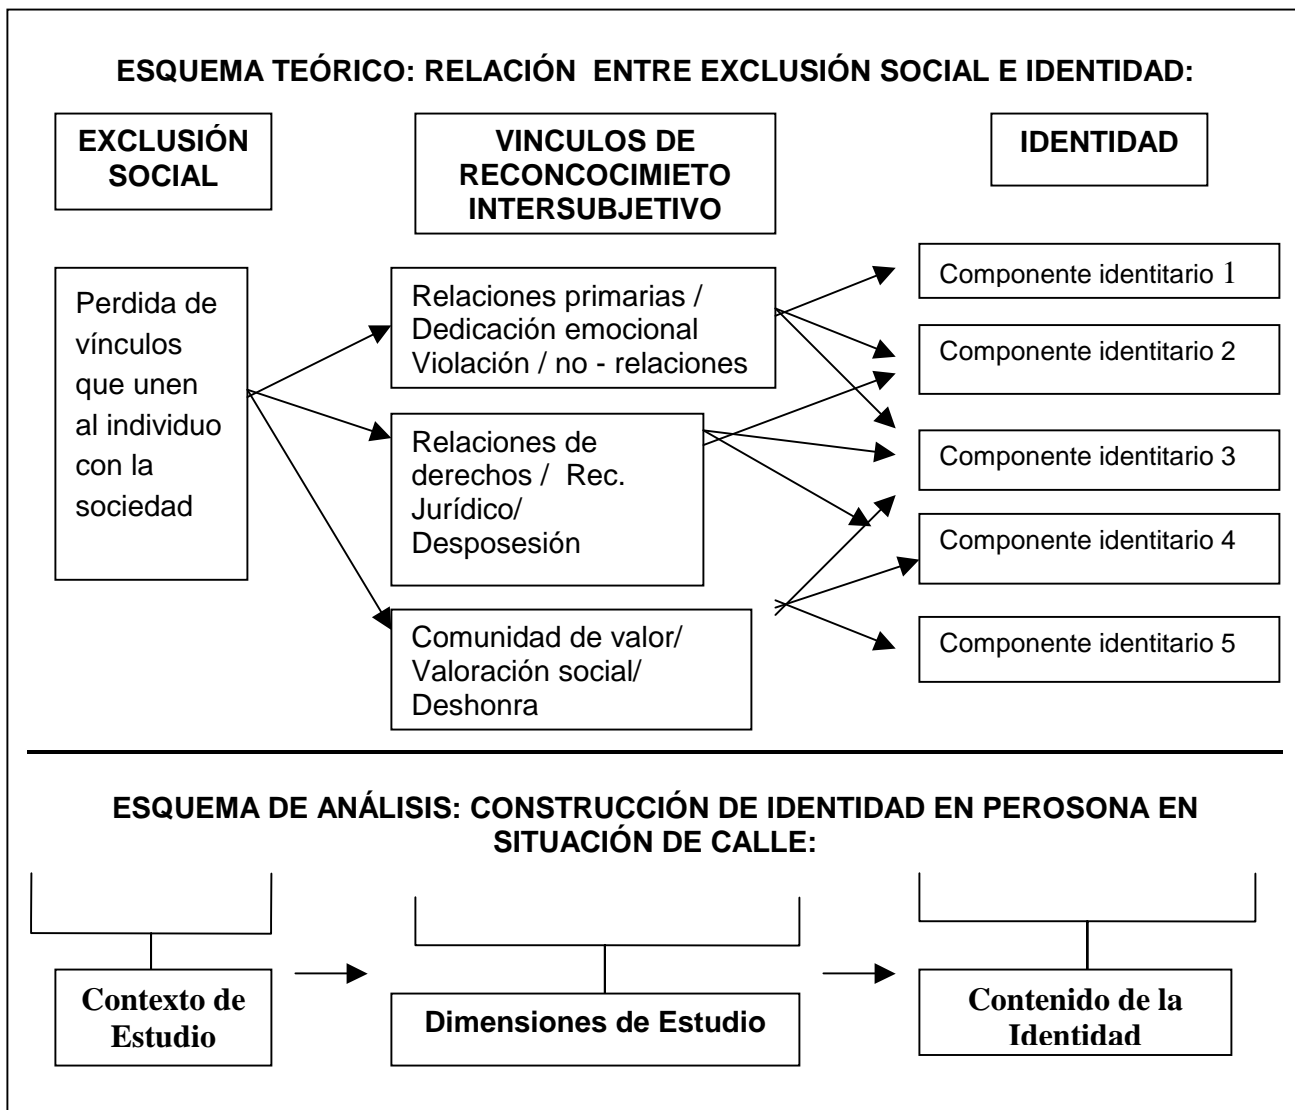 ESQUEMA TEÓRICO: RELACIÓN ENTRE EXCLUSIÓN SOCIAL E IDENTIDAD:
EXCLUSIÓN
SOCIAL
VINCULOS DE
RECONCOCIMIETO
INTERSUBJETIVO
IDENTIDAD
Perdida de
vínculos
que unen
al individuo
con la
sociedad
Relaciones primarias /
Dedicación emocional
Violación / no - relaciones
Relaciones de
derechos / Rec.
Jurídico/
Desposesión
Comunidad de valor/
Valoración social/
Deshonra
Componente identitario 1
Componente identitario 2
Componente identitario 3
Componente identitario 4
Componente identitario 5
ESQUEMA DE ANÁLISIS: CONSTRUCCIÓN DE IDENTIDAD EN PEROSONA EN
SITUACIÓN DE CALLE:
Contexto de
Estudio
Dimensiones de Estudio
Contenido de la
Identidad